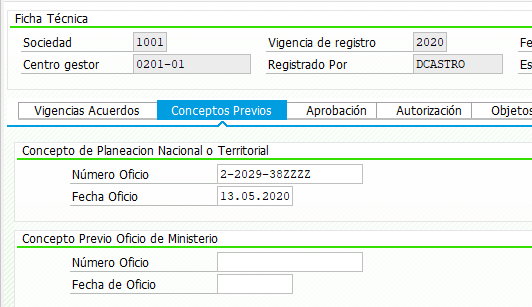 Ficha Técnica
Sociedad 1001 Vigencia de registro 2020 Fe
Centro gestor 0201-01 Registrado Por DCASTRO Es
Vigencias Acuerdos Conceptos Previos Aprobación Autorización Objetos
Concepto de Planeacion Nacional o Territorial
Número Oficio 2-2029-38ZZZZ
Fecha Oficio 13.05.2020
Concepto Previo Oficio de Ministerio
Número Oficio
Fecha de Oficio